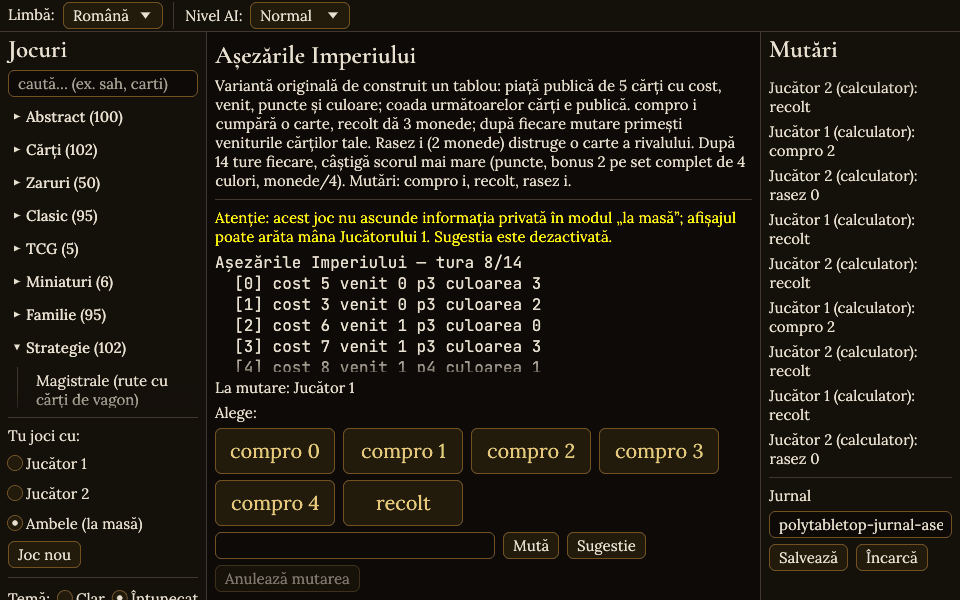 Limbă:
Română
Nivel AI:
Normal
Jocuri
caută... (ex. sah, carti)
Abstract (100)
Cărți (102)
Zaruri (50)
Clasic (95)
TCG (5)
Miniaturi (6)
Familie (95)
Strategie (102)
Magistrale (rute cu
cărți de vagon)
Tu joci cu:
Jucător 1
Jucător 2
Ambele (la masă)
Joc nou
Temă:
Clar
Întunecat
Așezările Imperiului
Variantă originală de construit un tablou: piață publică de 5 cărți cu cost,
venit, puncte și culoare; coada următoarelor cărți e publică. compro i
cumpără o carte, recolt dă 3 monede; după fiecare mutare primești
veniturile cărților tale. Rasez i (2 monede) distruge o carte a rivalului. După
14 ture fiecare, câștigă scorul mai mare (puncte, bonus 2 pe set complet de 4
culori, monede/4). Mutări: compro i, recolt, rasez i.
Atenție: acest joc nu ascunde informația privată în modul „la masă”; afișajul
poate arăta mâna Jucătorului 1. Sugestia este dezactivată.
Așezările Imperiului — tura 8/14
[0] cost 5 venit 0 p3 culoarea 3
[1] cost 3 venit 0 p3 culoarea 2
[2] cost 6 venit 1 p3 culoarea 0
[3] cost 7 venit 1 p3 culoarea 3
[4] cost 8 venit 1 p4 culoarea 1
La mutare: Jucător 1
Alege:
compro 0
compro 1
compro 2
compro 3
compro 4
recolt
Mută
Sugestie
Anulează mutarea
Mutări
Jucător 2 (calculator):
recolt
Jucător 1 (calculator):
compro 2
Jucător 2 (calculator):
rasez 0
Jucător 1 (calculator):
recolt
Jucător 2 (calculator):
recolt
Jucător 1 (calculator):
compro 2
Jucător 2 (calculator):
recolt
Jucător 1 (calculator):
recolt
Jucător 2 (calculator):
rasez 0
Jurnal
polytabletop-jurnal-ase
Salvează
Încarcă